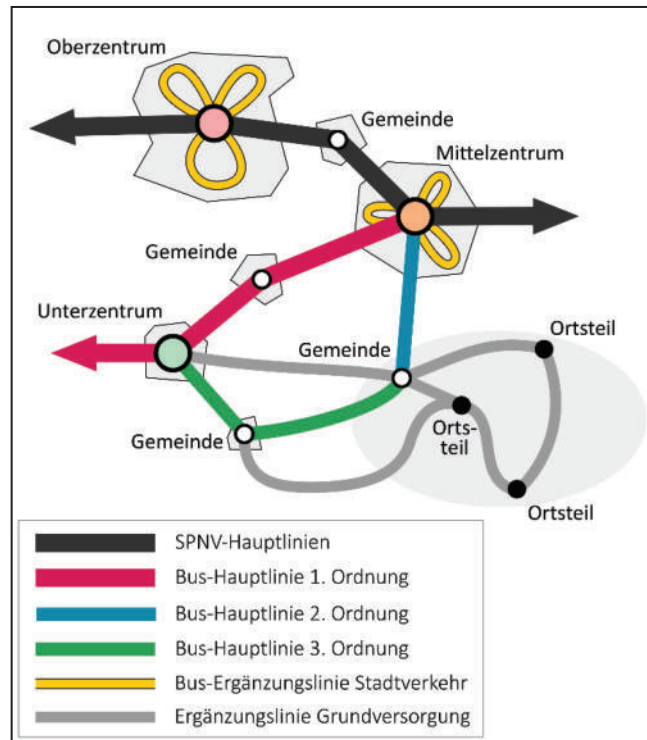 Oberzentrum
Gemeinde
Mittelzentrum
Gemeinde
Unterzentrum
Gemeinde
Ortsteil
Orts-
teil
Gemeinde
Ortsteil
SPNV-Hauptlinien
Bus-Hauptlinie 1. Ordnung
Bus-Hauptlinie 2. Ordnung
Bus-Hauptlinie 3. Ordnung
Bus-Ergänzungslinie Stadtverkehr
Ergänzungslinie Grundversorgung